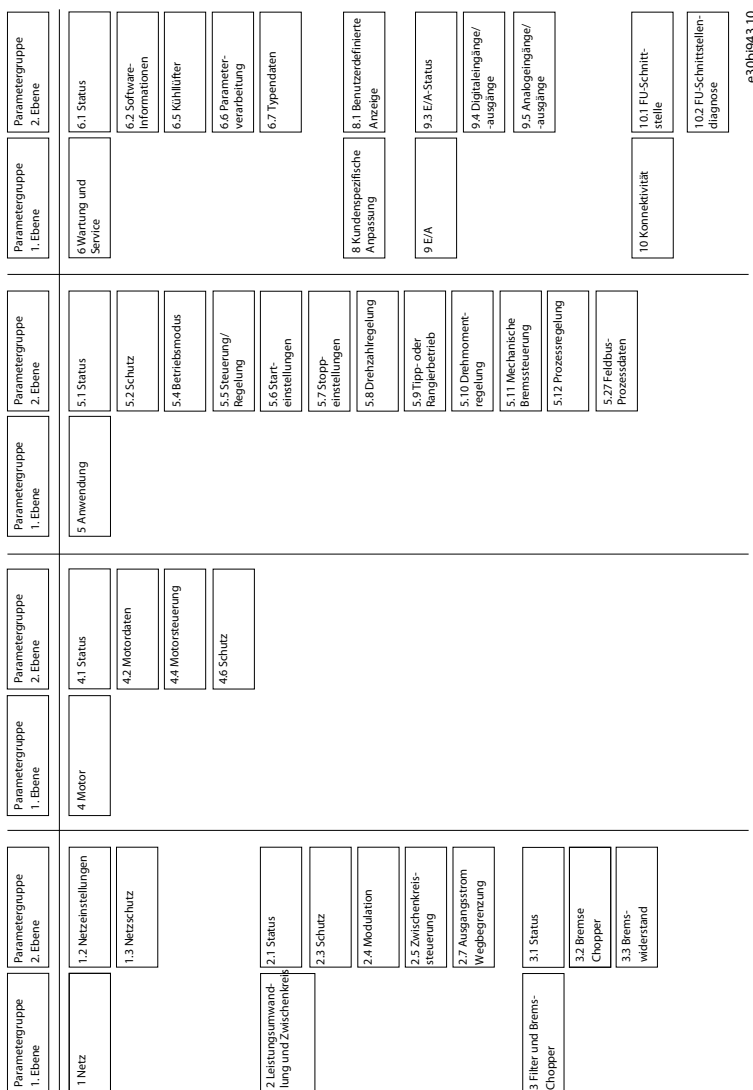 Parametergruppe
1. Ebene
Parametergruppe
2. Ebene
1 Netz
1.2 Netzeinstellungen
1.3 Netzschutz
2 Leistungsumwand-
lung und Zwischenkreis
2.1 Status
2.3 Schutz
2.4 Modulation
2.5 Zwischenkreis-
steuerung
2.7 Ausgangsstrom
Wegbegrenzung
3 Filter und Brems-
Chopper
3.1 Status
3.2 Bremse
Chopper
3.3 Brems-
widerstand
Parametergruppe
1. Ebene
Parametergruppe
2. Ebene
4 Motor
4.1 Status
4.2 Motordaten
4.4 Motorsteuerung
4.6 Schutz
Parametergruppe
1. Ebene
Parametergruppe
2. Ebene
5 Anwendung
5.1 Status
5.2 Schutz
5.4 Betriebsmodus
5.5 Steuerung/
Regelung
5.6 Start-
einstellungen
5.7 Stopp-
einstellungen
5.8 Drehzahlregelung
5.9 Tipp- oder
Rangierbetrieb
5.10 Drehmoment-
regelung
5.11 Mechanische
Bremssteuerung
5.12 Prozessregelung
5.27 Feldbus-
Prozessdaten
Parametergruppe
1. Ebene
Parametergruppe
2. Ebene
6 Wartung und
Service
6.1 Status
6.2 Software-
Informationen
6.5 Kühllüfter
6.6 Parameter-
verarbeitung
6.7 Typendaten
8 Kundenspezifische
Anpassung
8.1 Benutzerdefinierte
Anzeige
9 E/A
9.3 E/A-Status
9.4 Digitaleingänge/
-ausgänge
9.5 Analogeingänge/
-ausgänge
10 Konnektivität
10.1 FU-Schnitt-
stelle
10.2 FU-Schnittstellen-
diagnose
e30bj943.10